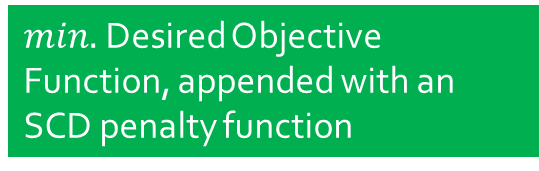 min. Desired Objective
Function, appended with an
SCD penalty function